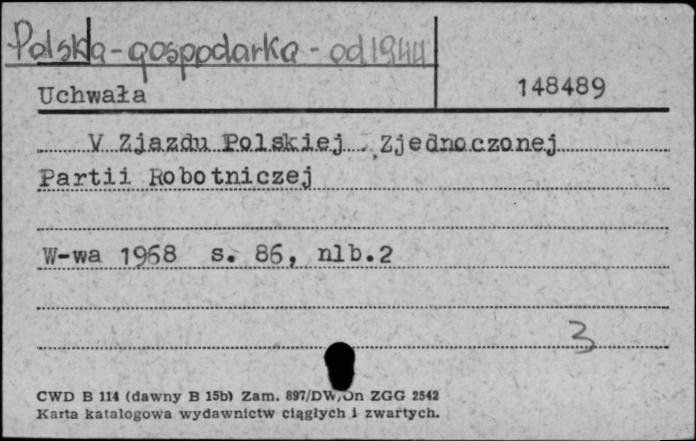 Polska - gospodarka - od 1944
Uchwała
148489
V Zjazdu Polskiej Zjednoczonej
Partii Robotniczej
W-wa 1968 s. 86, nlb.2
3
CWD B 114 (dawny B 15b) Zam. 897/DW/Jn ZGG 2542
Karta katalogowa wydawnictw ciągłych i zwartych.